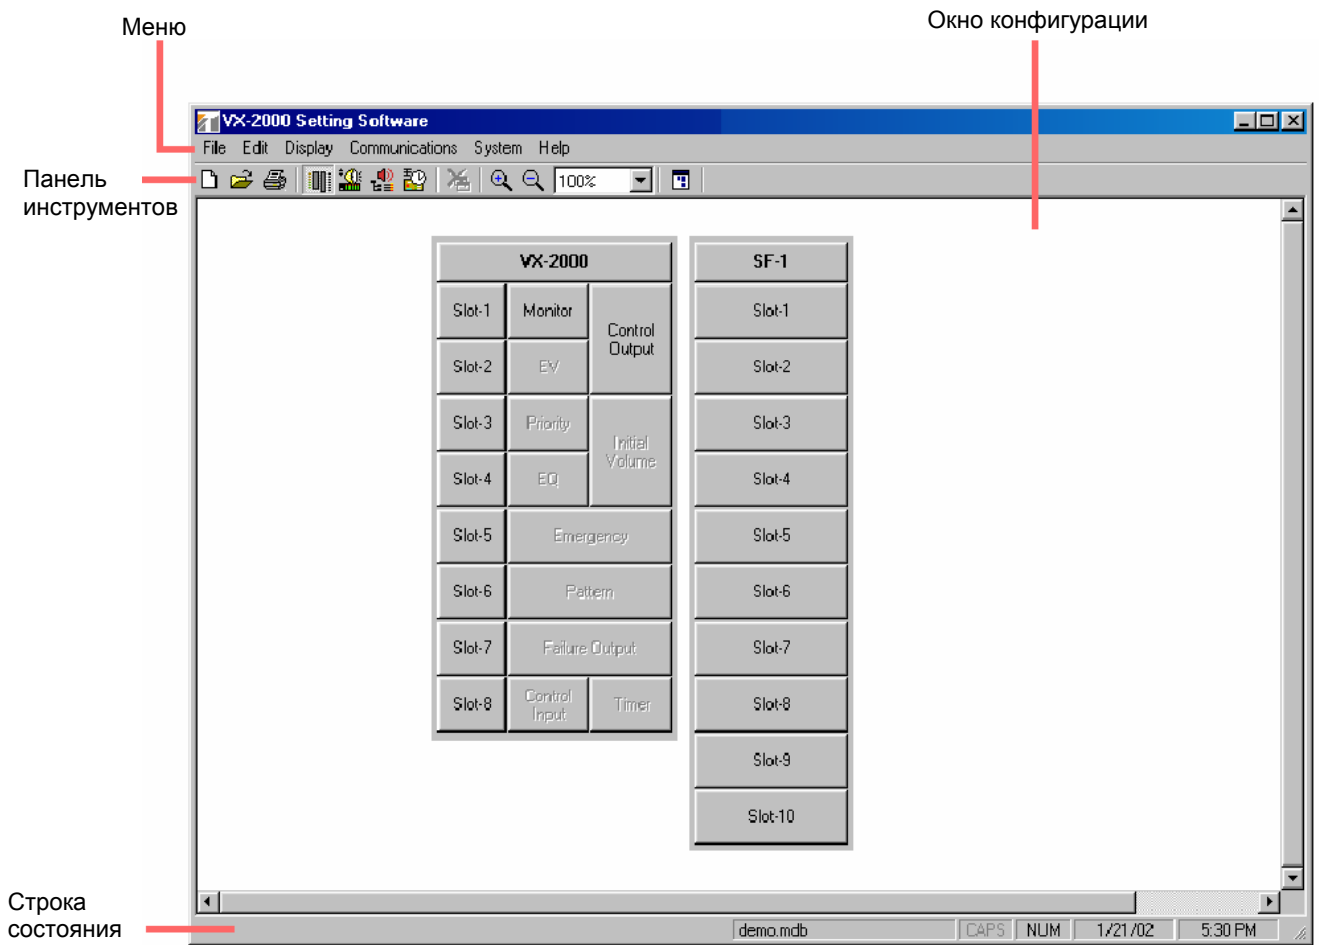 Меню
Окно конфигурации
VX-2000 Setting Software
File Edit Display Communications System Help
Панель
инструментов
100%
VX-2000
SF-1
Slot-1
Monitor
Control
Output
Slot-1
Slot-2
EV
Slot-2
Slot-3
Priority
Initial
Volume
Slot-3
Slot-4
EQ
Slot-4
Slot-5
Emergency
Slot-5
Slot-6
Pattern
Slot-6
Slot-7
Failure Output
Slot-7
Slot-8
Control
Input
Timer
Slot-8
Slot-9
Slot-10
Строка
состояния
demo.mdb CAPS NUM 1/21/02 5:30 PM